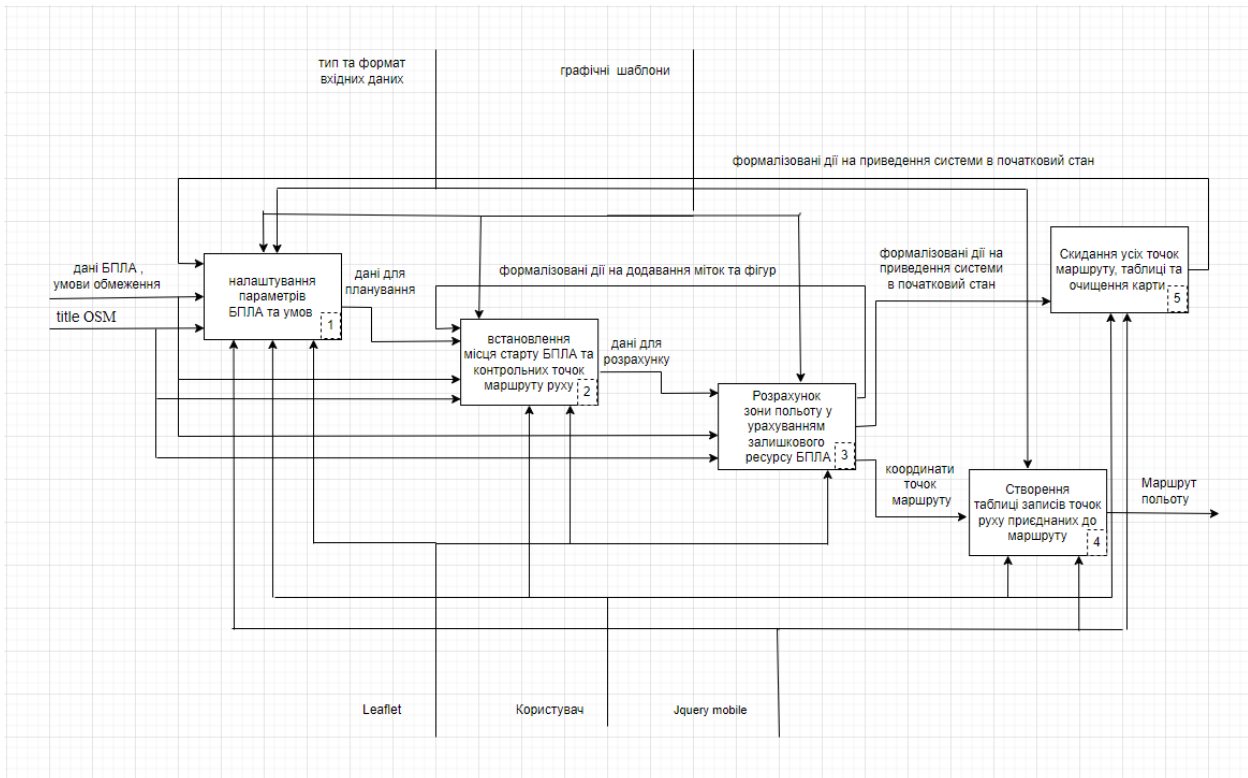 тип та формат
вхідних даних
графічні шаблони
формалізовані дії на приведення системи в початковий стан
дані БПЛА ,
умови обмеження
title OSM
налаштування
параметрів
БПЛА та умов
1
дані для
планування
формалізовані дії на додавання міток та фігур
формалізовані дії на
приведення системи
в початковий стан
Скидання усіх точок
маршруту, таблиці та
очищення карти
5
встановлення
місця старту БПЛА та
контрольних точок
маршруту руху
2
дані для
розрахунку
Розрахунок
зони польоту у
урахуванням
залишкового
ресурсу БПЛА
3
координати
точок
маршруту
Створення
таблиці записів точок
руху приєднаних до
маршруту
4
Маршрут
польоту
Leaflet
Користувач
Jquery mobile